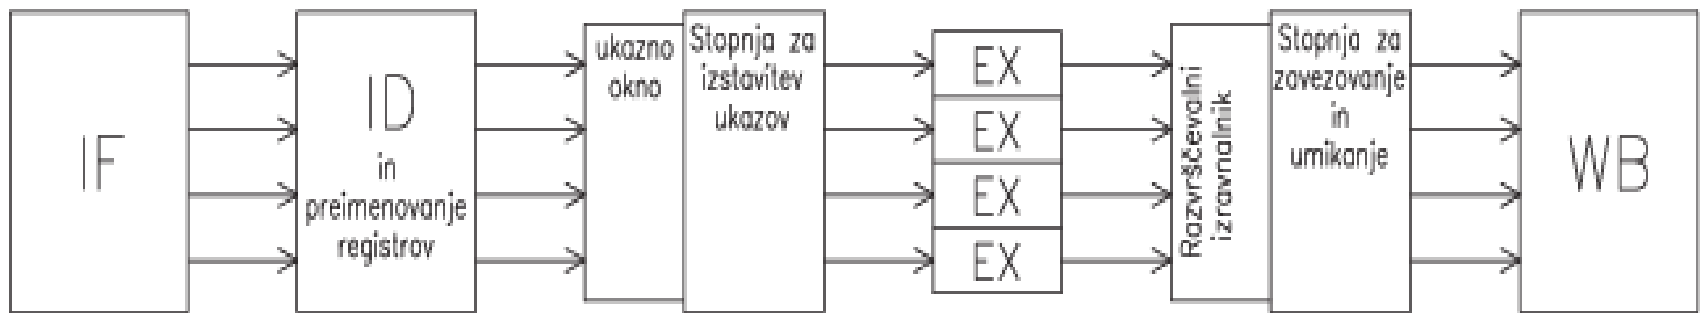 IF
ID
in
preimenovanje
registrov
ukazno
okno
Stopnja za
izstavitev
ukazov
EX
EX
EX
EX
Razvrščevalni
izravnalnik
Stopnja za
zavezovanje
in
umikanje
WB